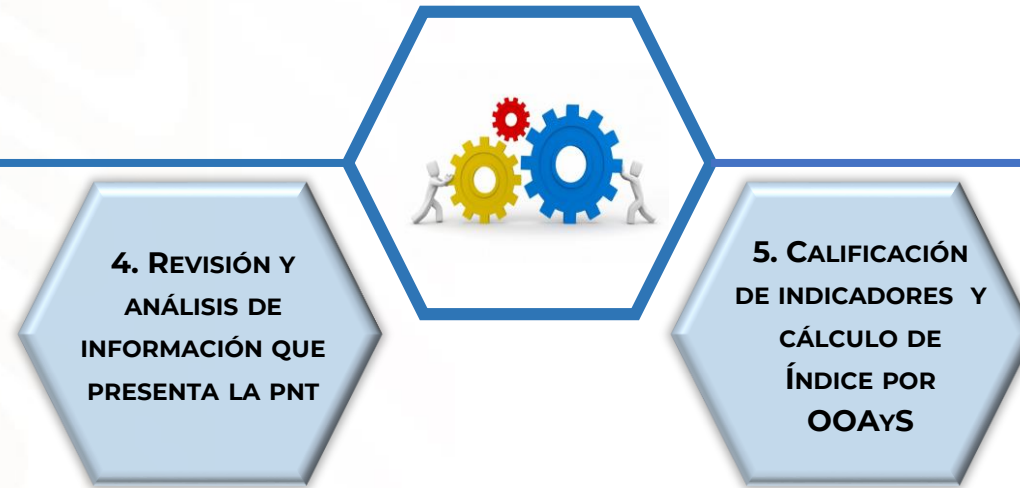 4. REVISIÓN Y
ANÁLISIS DE
INFORMACIÓN QUE
PRESENTA LA PNT
5. CALIFICACIÓN
DE INDICADORES Y
CÁLCULO DE
ÍNDICE POR
OOAYS